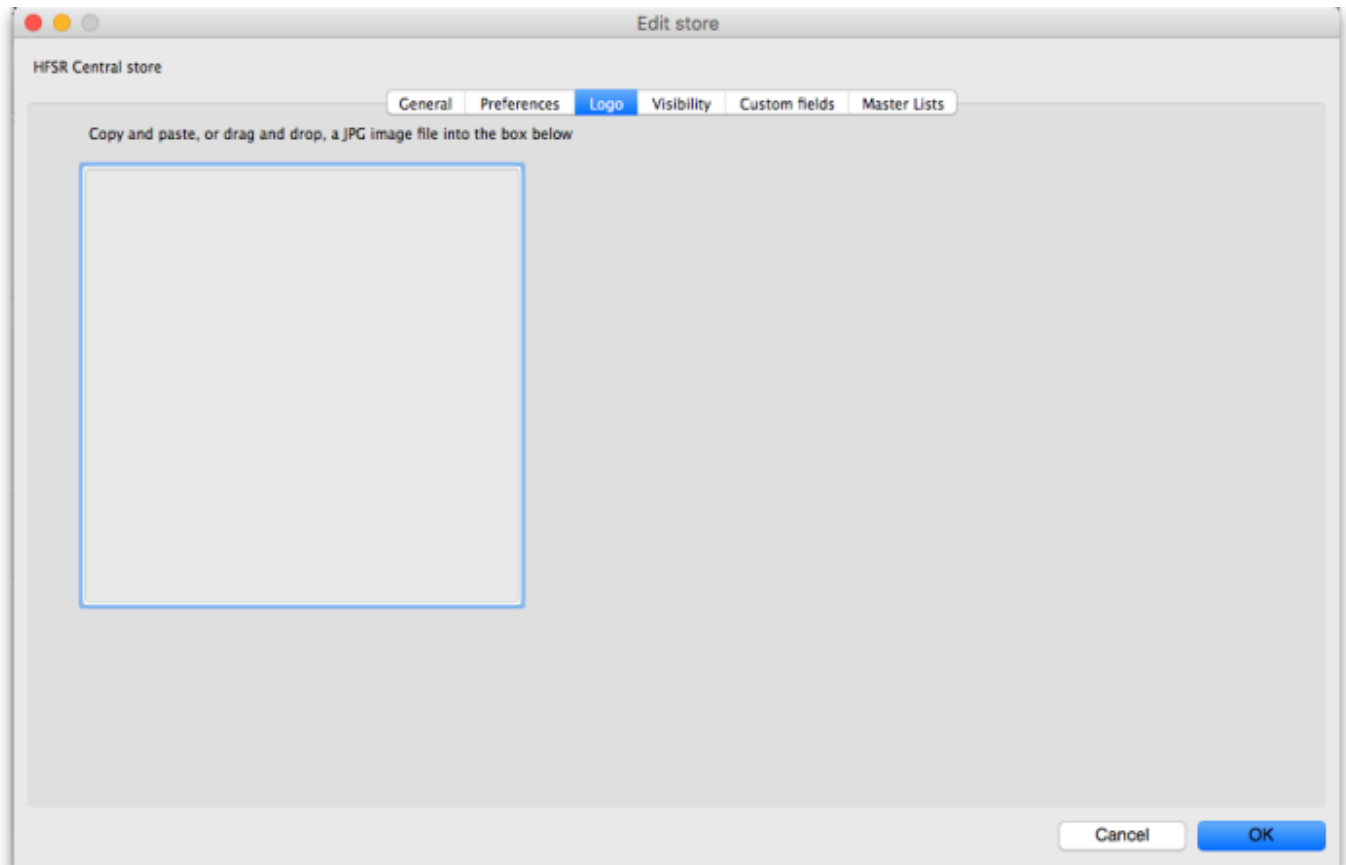 Edit store
HFSR Central store
General Preferences Logo Visibility Custom fields Master Lists
Copy and paste, or drag and drop, a JPG image file into the box below
Cancel OK